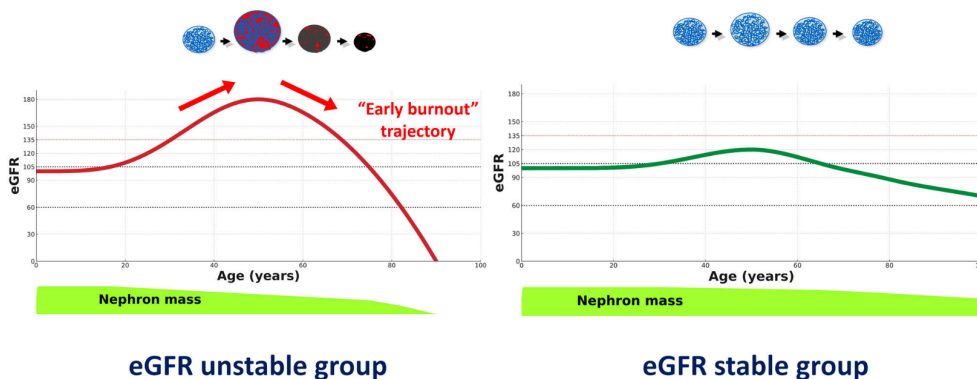 "Early burnout"
trajectory
eGFR
180
150
135
120
105
90
60
30
0
0 20 40 60 80 100
Age (years)
Nephron mass
eGFR unstable group
eGFR
180
150
135
120
105
90
60
30
0
0 20 40 60 80
Age (years)
Nephron mass
eGFR stable group